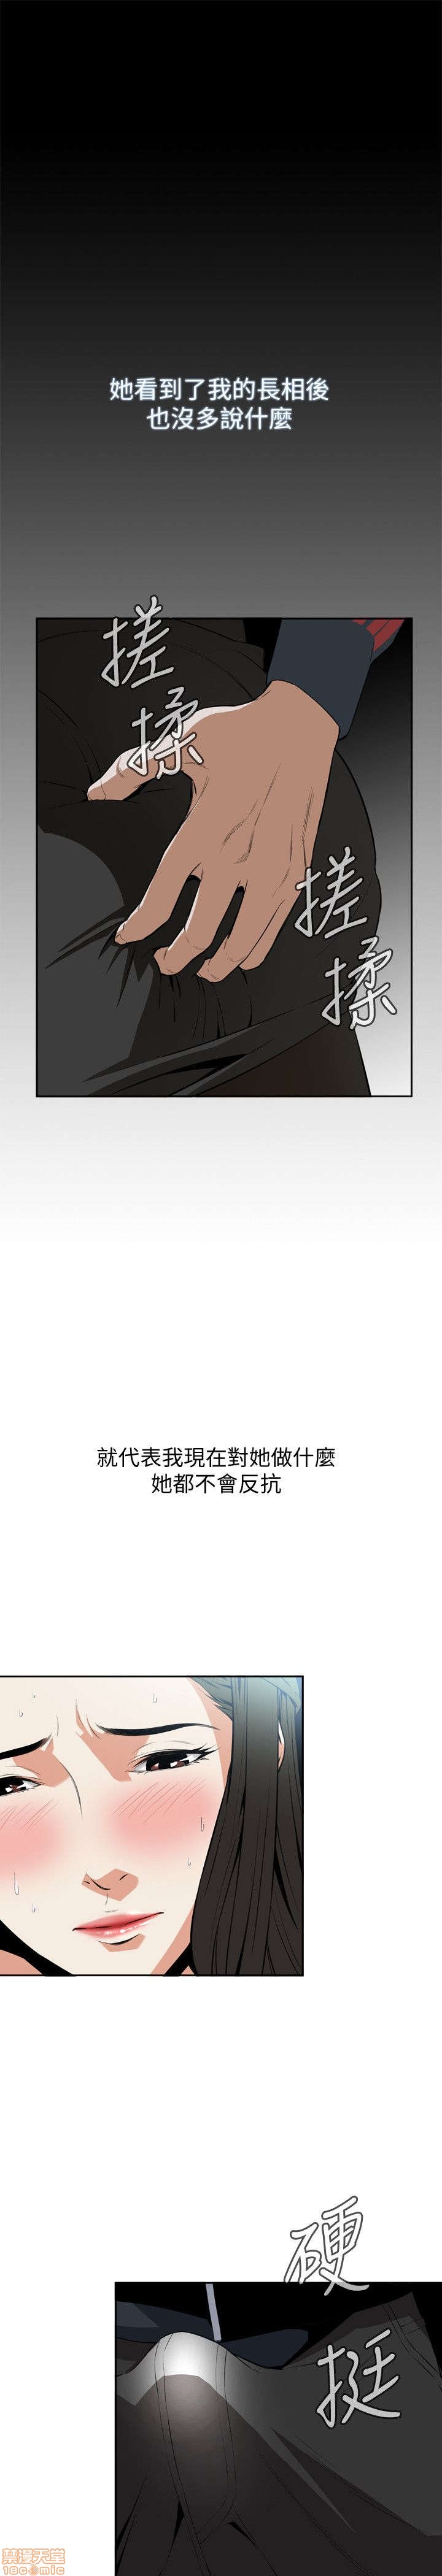 她看到了我的長相後
也沒多說什麼
搓
揉
搓
揉
就代表我現在對她做什麼
她都不會反抗
硬
挺
禁漫天堂
18comic